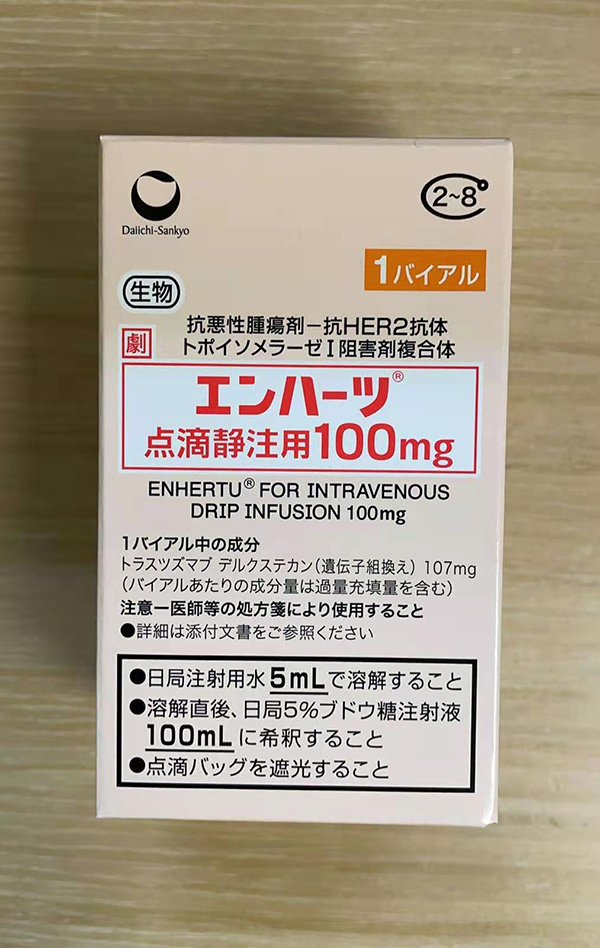 Daiichi-Sankyo
2~8
1バイアル
生物
抗悪性腫瘍剤－抗HER2抗体
劇
トポイソメラーゼⅠ阻害剤複合体
エンハーツ®
点滴静注用100mg
ENHERTU® FOR INTRAVENOUS
DRIP INFUSION 100mg
1バイアル中の成分
トラスツズマブ デルクステカン（遺伝子組換え） 107mg
（バイアルあたりの成分量は過量充填量を含む）
注意－医師等の処方箋により使用すること
●詳細は添付文書をご参照ください
●日局注射用水 5mLで溶解すること
●溶解直後、日局5%ブドウ糖注射液
100mL に希釈すること
●点滴バッグを遮光すること